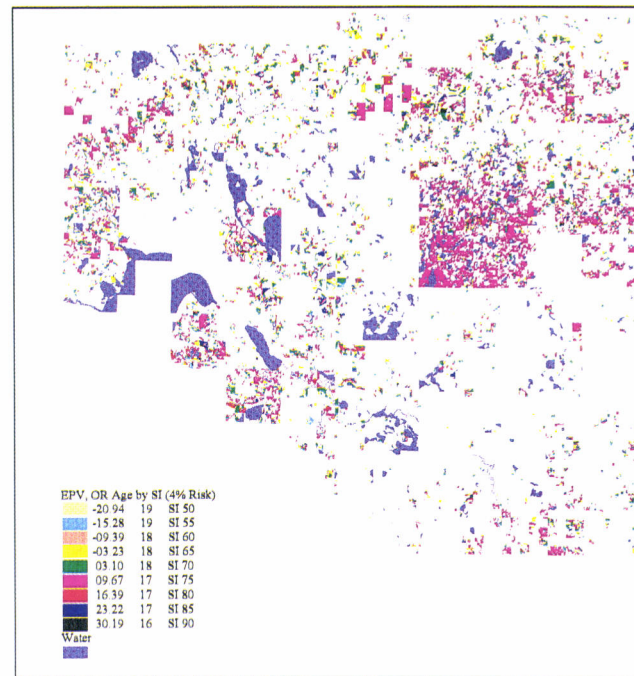 EPV, OR Age by SI (4% Risk)
-20.94 19 SI 50
-15.28 19 SI 55
-09.39 18 SI 60
-03.23 18 SI 65
03.10 18 SI 70
09.67 17 SI 75
16.39 17 SI 80
23.22 17 SI 85
30.19 16 SI 90
Water